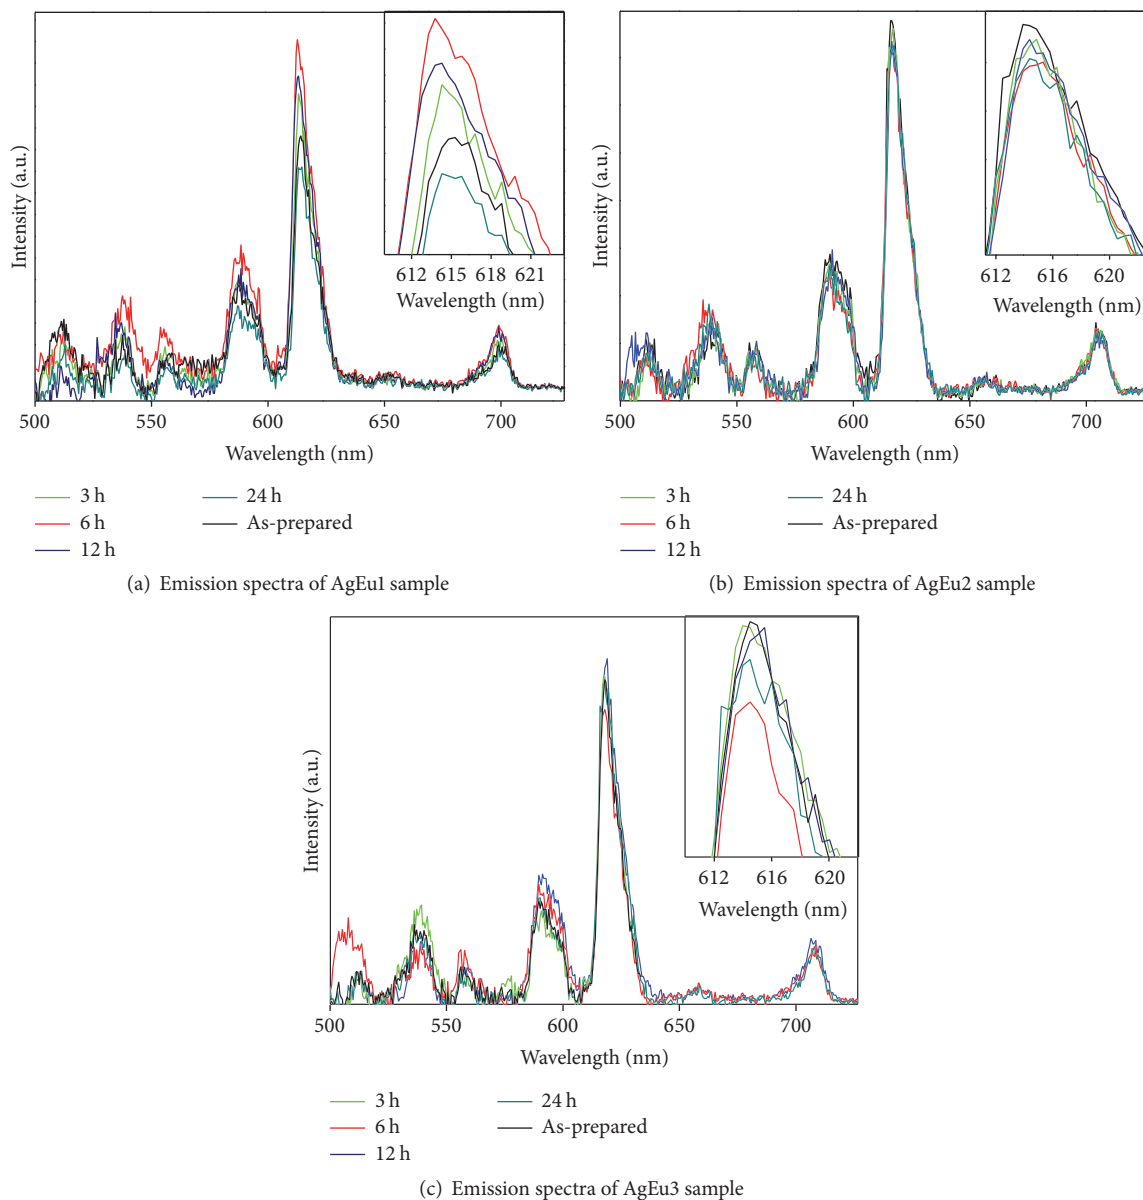 Intensity (a.u.)
612 615 618 621
Wavelength (nm)
500 550 600 650 700
Wavelength (nm)
3 h
6 h
12 h
24 h
As-prepared
(a) Emission spectra of AgEu1 sample
Intensity (a.u.)
612 616 620
Wavelength (nm)
500 550 600 650 700
Wavelength (nm)
3 h
6 h
12 h
24 h
As-prepared
(b) Emission spectra of AgEu2 sample
Intensity (a.u.)
612 616 620
Wavelength (nm)
500 550 600 650 700
Wavelength (nm)
3 h
6 h
12 h
24 h
As-prepared
(c) Emission spectra of AgEu3 sample